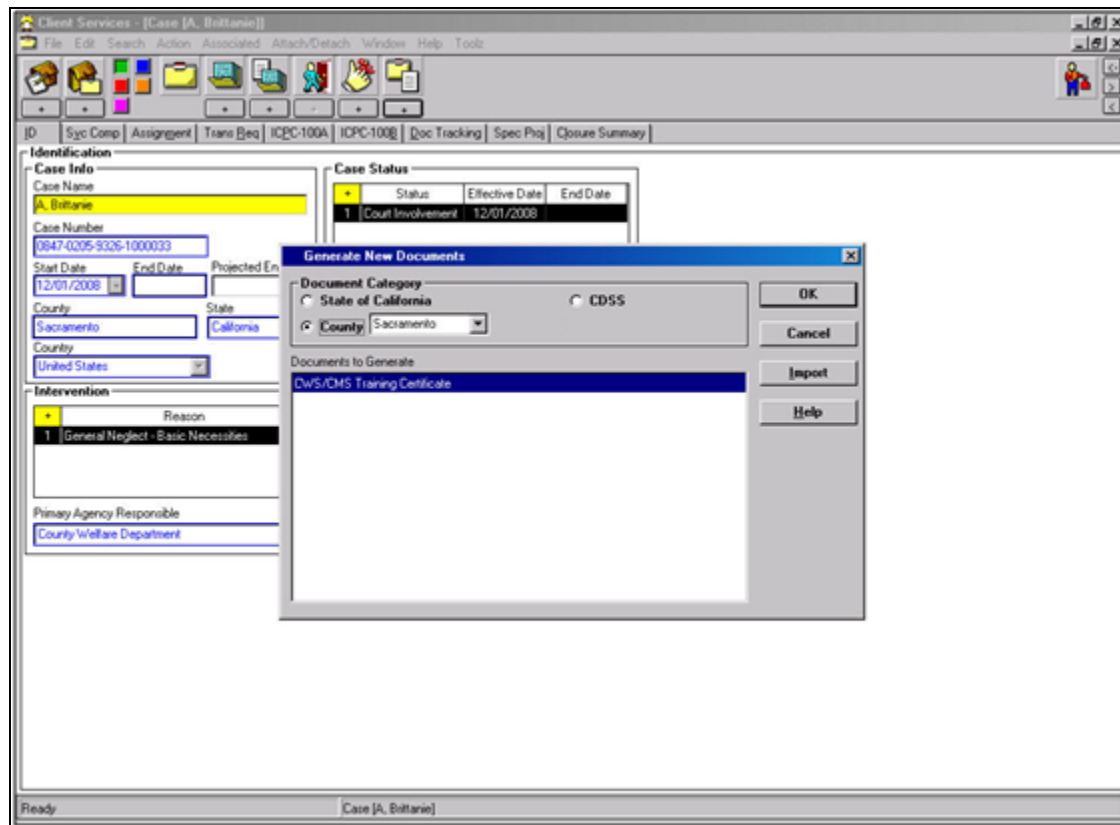 Client Services - [Case [A, Brittanie]]
File Edit Search Action Associated Attach/Detach Window Help Toolz
ID Svc Comp Assignment Trans Req ICPC-100A ICPC-100B Doc Tracking Spec Proj Closure Summary
Identification
Case Info
Case Name
A, Brittanie
Case Number
0847-0205-9326-1000033
Start Date End Date Projected En
12/01/2008
County State
Sacramento California
Country
United States
Case Status
+ Status Effective Date End Date
1 Court Involvement 12/01/2008
Intervention
+ Reason
1 General Neglect - Basic Necessities
Primary Agency Responsible
County Welfare Department
Generate New Documents
Document Category
State of California CDSS
County Sacramento
Documents to Generate
CWS/CMS Training Certificate
OK
Cancel
Import
Help
Ready Case [A, Brittanie]